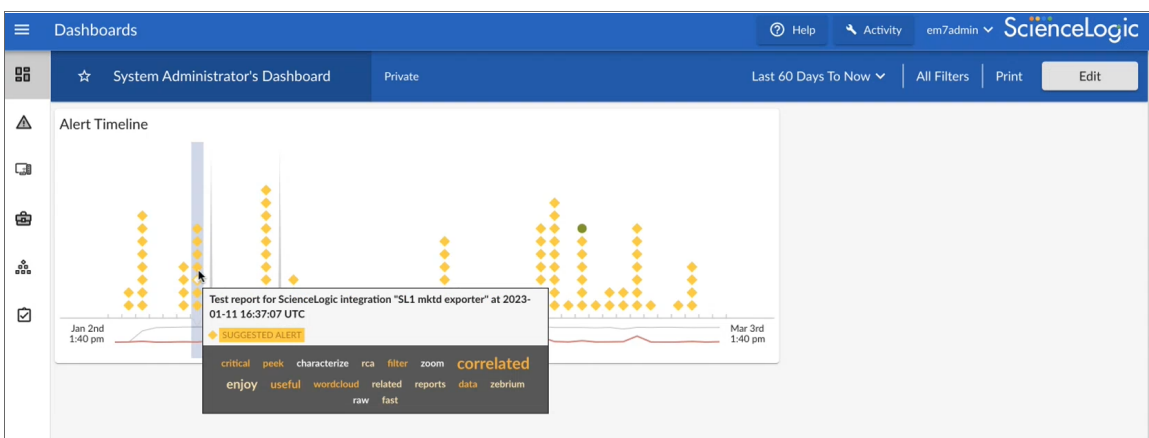 Dashboards
Help
Activity
em7admin
ScienceLogic
System Administrator's Dashboard
Private
Last 60 Days To Now
All Filters
Print
Edit
Alert Timeline
Test report for ScienceLogic integration "SL1 mktd exporter" at 2023-
01-11 16:37:07 UTC
SUGGESTED ALERT
critical peek characterize rca filter zoom correlated
enjoy useful wordcloud related reports data zebrium
raw fast
Jan 2nd
1:40 pm
Mar 3rd
1:40 pm